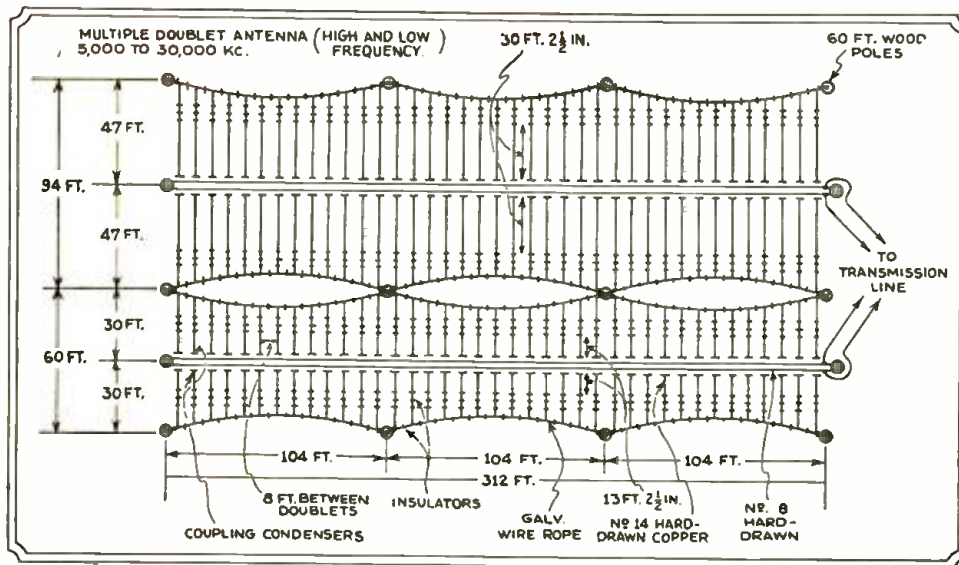 MULTIPLE DOUBLET ANTENNA (HIGH AND LOW FREQUENCY)
5,000 TO 30,000 KC.
30 FT. 2½ IN.
60 FT. WOOD
POLES
47 FT.
94 FT.
47 FT.
TO
TRANSMISSION
LINE
30 FT.
60 FT.
30 FT.
104 FT.
104 FT.
104 FT.
312 FT.
8 FT. BETWEEN
DOUBLETS
INSULATORS
13 FT. 2½ IN.
COUPLING CONDENSERS
GALV.
WIRE ROPE
Nº 14 HARD-
DRAWN COPPER
Nº. 8
HARD-
DRAWN